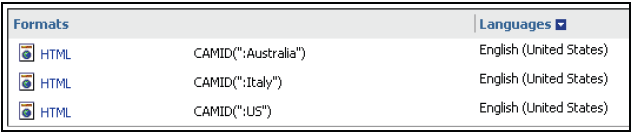 Formats Languages
HTML CAMID(":Australia") English (United States)
HTML CAMID(":Italy") English (United States)
HTML CAMID(":US") English (United States)